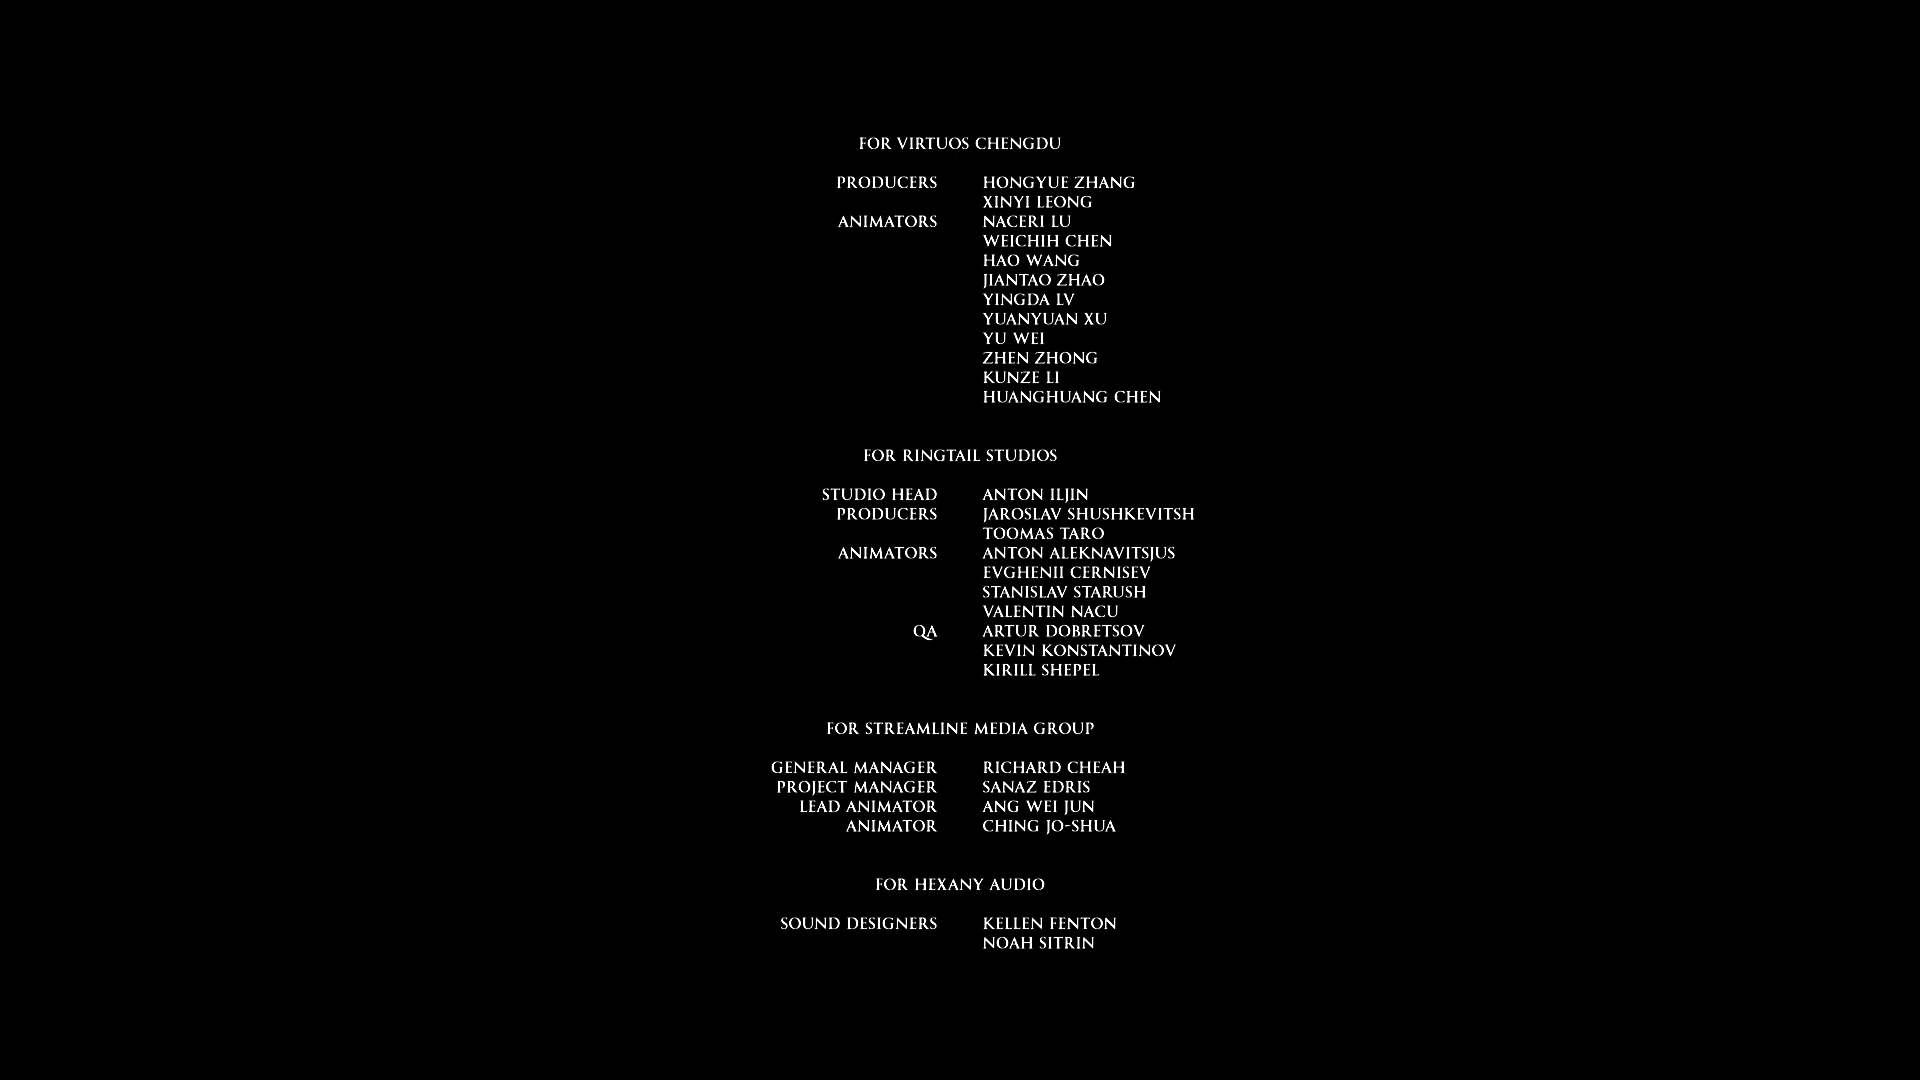 FOR VIRTUOS CHENGDU
PRODUCERS HONGYUE ZHANG
XINYI LEONG
ANIMATORS NACERI LU
WEICHIH CHEN
HAO WANG
JIANTAO ZHAO
YINGDA LV
YUANYUAN XU
YU WEI
ZHEN ZHONG
KUNZE LI
HUANGHUANG CHEN
FOR RINGTAIL STUDIOS
STUDIO HEAD ANTON ILJIN
PRODUCERS JAROSLAV SHUSHKEVITSH
TOOMAS TARO
ANIMATORS ANTON ALEKNAVITSJUS
EVGHENII CERNISEV
STANISLAV STARUSH
VALENTIN NACU
QA ARTUR DOBRETSOV
KEVIN KONSTANTINOV
KIRILL SHEPEL
FOR STREAMLINE MEDIA GROUP
GENERAL MANAGER RICHARD CHEAH
PROJECT MANAGER SANAZ EDRIS
LEAD ANIMATOR ANG WEI JUN
ANIMATOR CHING JO-SHUA
FOR HEXANY AUDIO
SOUND DESIGNERS KELLEN FENTON
NOAH SITRIN